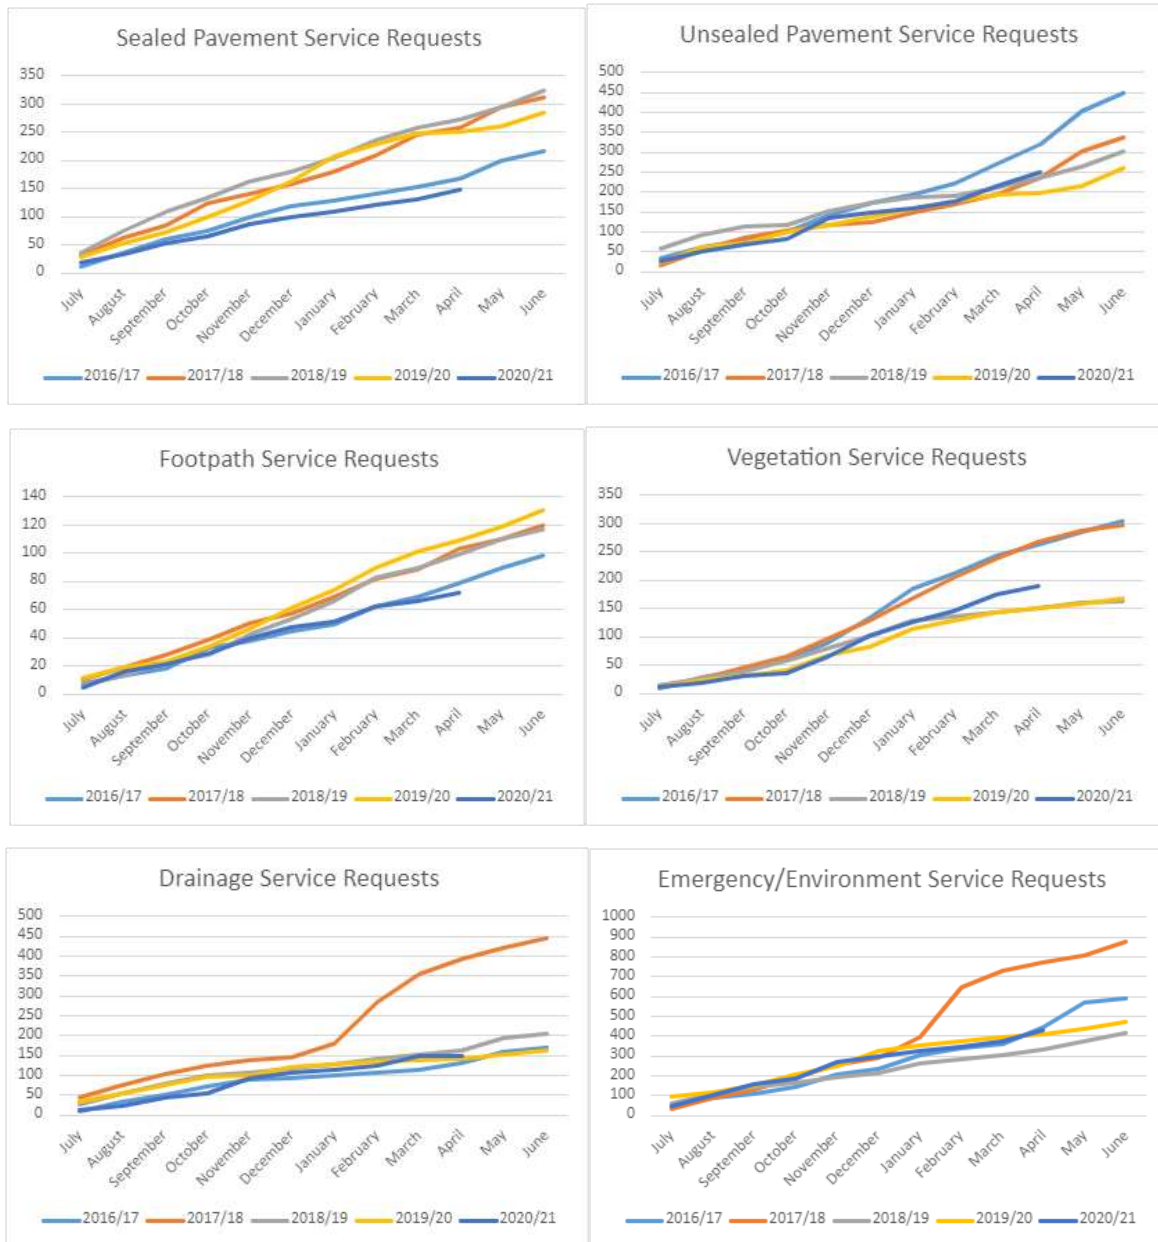 Sealed Pavement Service Requests
350
300
250
200
150
100
50
0
July
August
September
October
November
December
January
February
March
April
May
June
2016/17 2017/18 2018/19 2019/20 2020/21
Unsealed Pavement Service Requests
500
450
400
350
300
250
200
150
100
50
0
July
August
September
October
November
December
January
February
March
April
May
June
2016/17 2017/18 2018/19 2019/20 2020/21
Footpath Service Requests
140
120
100
80
60
40
20
0
July
August
September
October
November
December
January
February
March
April
May
June
2016/17 2017/18 2018/19 2019/20 2020/21
Vegetation Service Requests
350
300
250
200
150
100
50
0
July
August
September
October
November
December
January
February
March
April
May
June
2016/17 2017/18 2018/19 2019/20 2020/21
Drainage Service Requests
500
450
400
350
300
250
200
150
100
50
0
July
August
September
October
November
December
January
February
March
April
May
June
2016/17 2017/18 2018/19 2019/20 2020/21
Emergency/Environment Service Requests
1000
900
800
700
600
500
400
300
200
100
0
July
August
September
October
November
December
January
February
March
April
May
June
2016/17 2017/18 2018/19 2019/20 2020/21